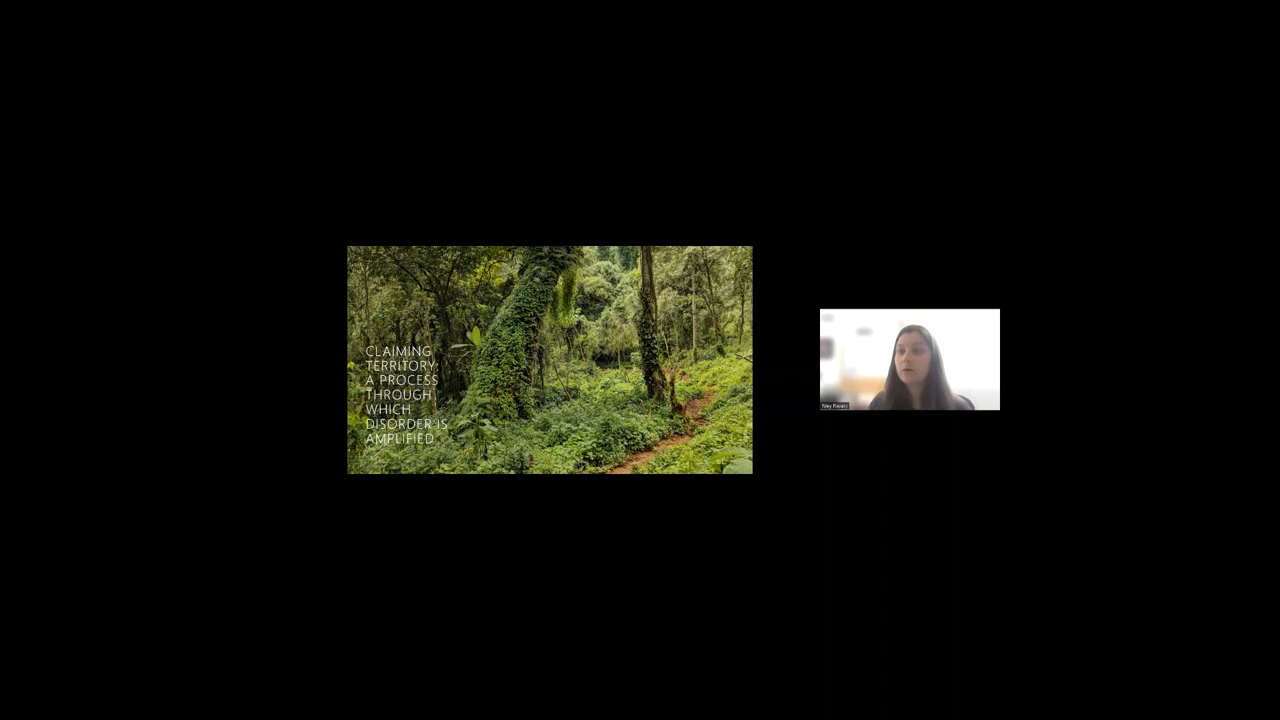 CLAIMING
TERRITORY:
A PROCESS
THROUGH
WHICH
DISORDER IS
AMPLIFIED